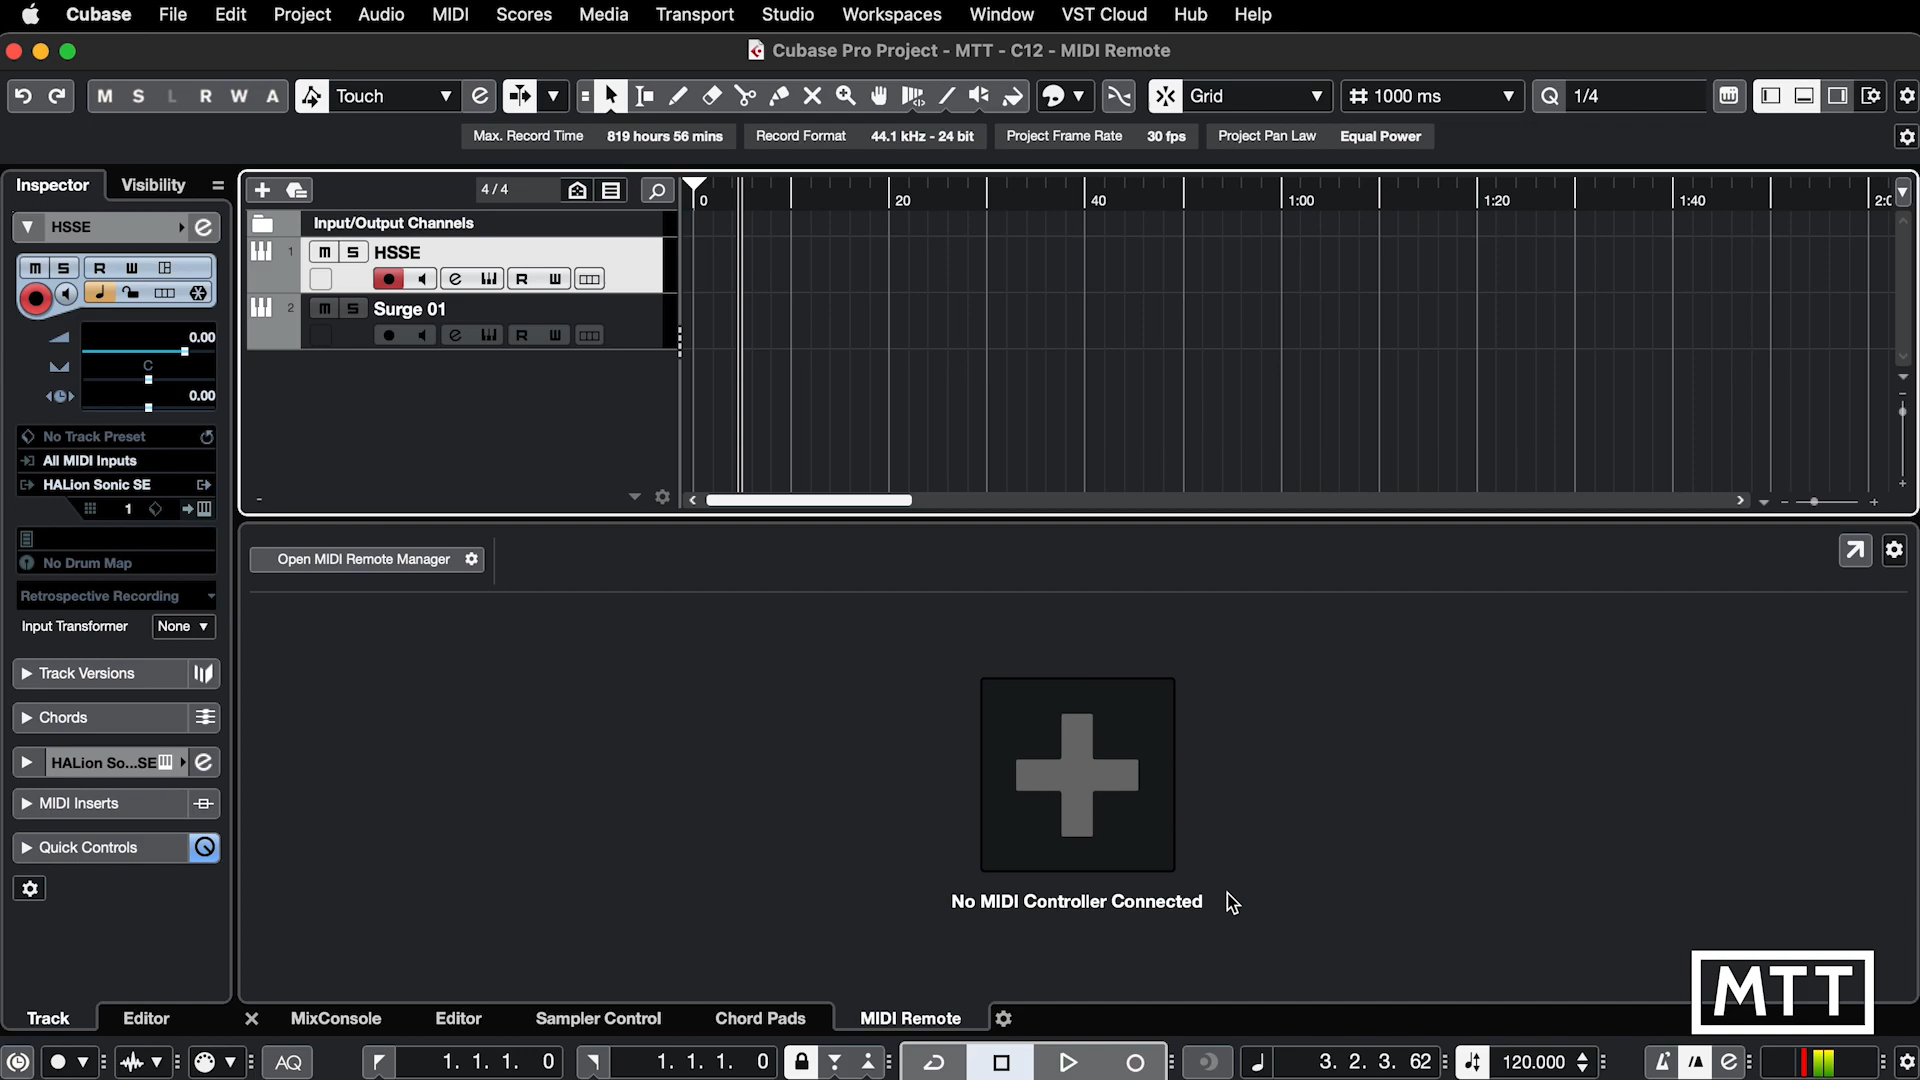 Cubase File Edit Project Audio MIDI Scores Media Transport Studio Workspaces Window VST Cloud Hub Help
Cubase Pro Project - MTT - C12 - MIDI Remote
M S L R W A Touch e Grid 1000 ms Q 1/4
Max. Record Time 819 hours 56 mins Record Format 44.1 kHz - 24 bit Project Frame Rate 30 fps Project Pan Law Equal Power
Inspector Visibility
4 / 4
0 20 40 1:00 1:20 1:40 2:0
HSSE e
Input/Output Channels
1 m S HSSE
e R W
2 m S Surge 01
e R W
m S R W
0.00
C
0.00
No Track Preset
All MIDI Inputs
HALion Sonic SE
1
No Drum Map
Retrospective Recording
Input Transformer None
Track Versions
Chords
HALion So...SE e
MIDI Inserts
Quick Controls
Open MIDI Remote Manager
No MIDI Controller Connected
MTT
Track Editor MixConsole Editor Sampler Control Chord Pads MIDI Remote
AQ 1. 1. 1. 0 1. 1. 1. 0 3. 2. 3. 62 120.000 e